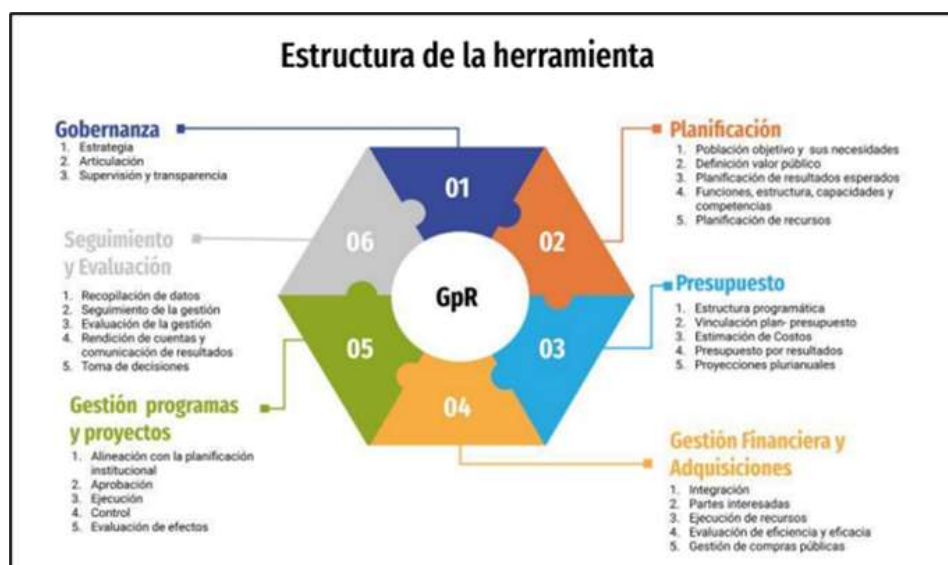 Estructura de la herramienta
Gobernanza
1. Estrategia
2. Articulación
3. Supervisión y transparencia
01
Planificación
1. Población objetivo y sus necesidades
2. Definición valor público
3. Planificación de resultados esperados
4. Funciones, estructura, capacidades y
competencias
5. Planificación de recursos
02
Presupuesto
1. Estructura programática
2. Vinculación plan- presupuesto
3. Estimación de Costos
4. Presupuesto por resultados
5. Proyecciones plurianuales
03
Gestión Financiera y
Adquisiciones
1. Integración
2. Partes interesadas
3. Ejecución de recursos
4. Evaluación de eficiencia y eficacia
5. Gestión de compras públicas
04
Gestión programas
y proyectos
1. Alineación con la planificación
institucional
2. Aprobación
3. Ejecución
4. Control
5. Evaluación de efectos
05
Seguimiento
y Evaluación
1. Recopilación de datos
2. Seguimiento de la gestión
3. Evaluación de la gestión
4. Rendición de cuentas y
comunicación de resultados
5. Toma de decisiones
06
GpR